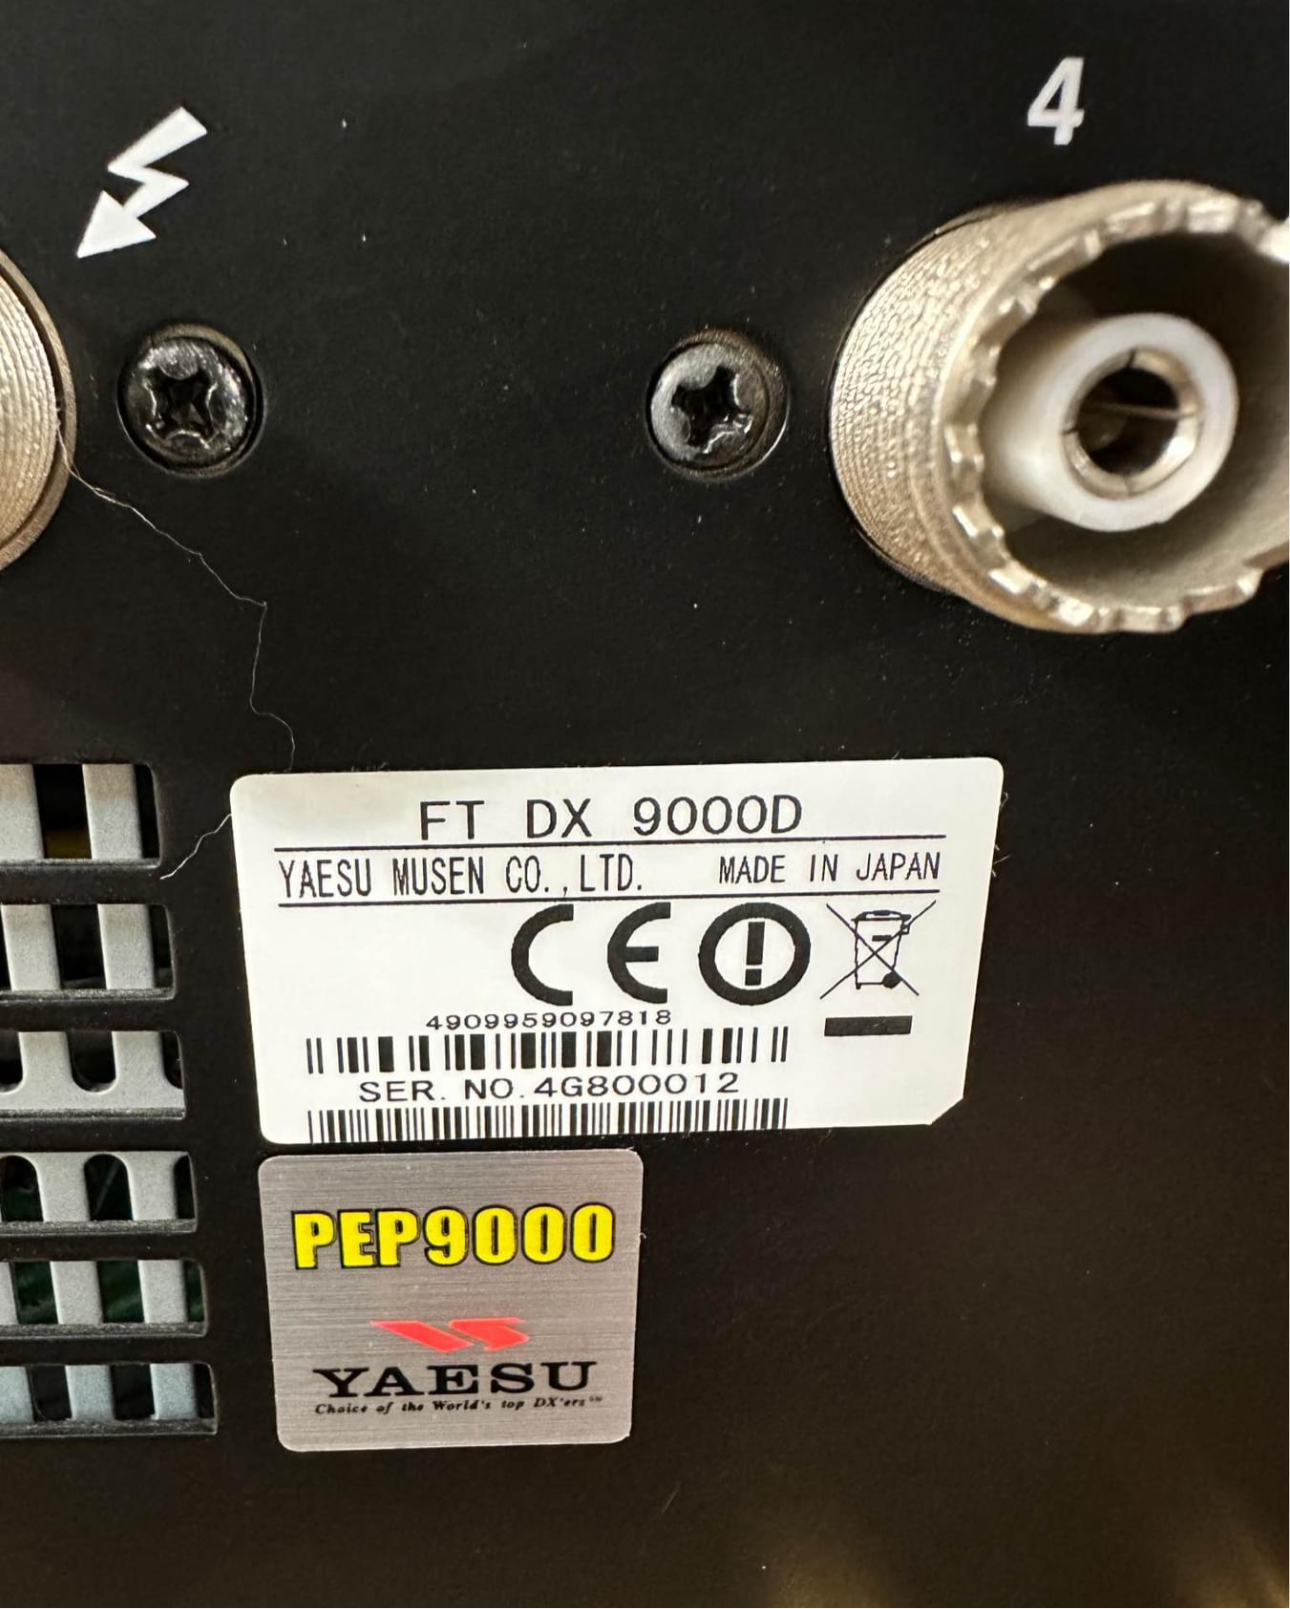 4
FT DX 9000D
YAESU MUSEN CO.,LTD. MADE IN JAPAN
CE
4909959097818
SER. NO.4G800012
PEP9000
YAESU
Choice of the World's top DX'ers℠